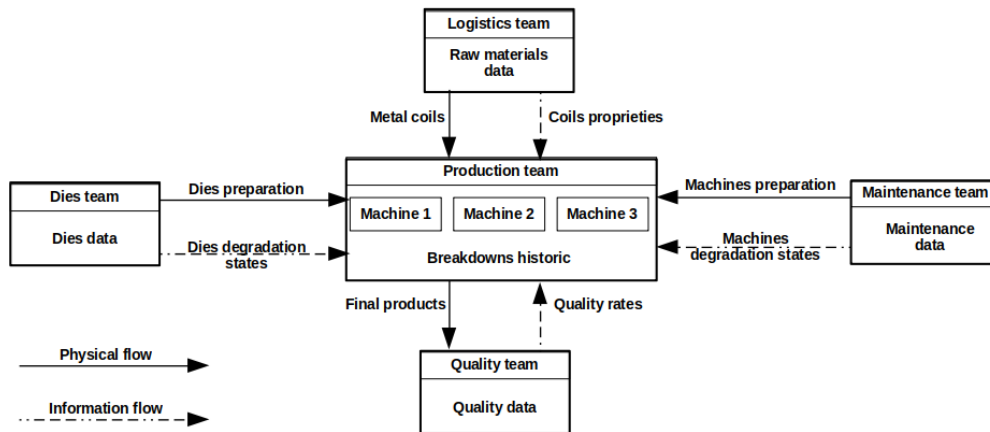 Logistics team
Raw materials
data
Metal coils
Coils proprieties
Production team
Dies team
Dies preparation
Machines preparation
Maintenance team
Machine 1
Machine 2
Machine 3
Dies data
Dies degradation
states
Breakdowns historic
Machines
degradation states
Maintenance
data
Final products
Quality rates
Physical flow
Quality team
Information flow
Quality data